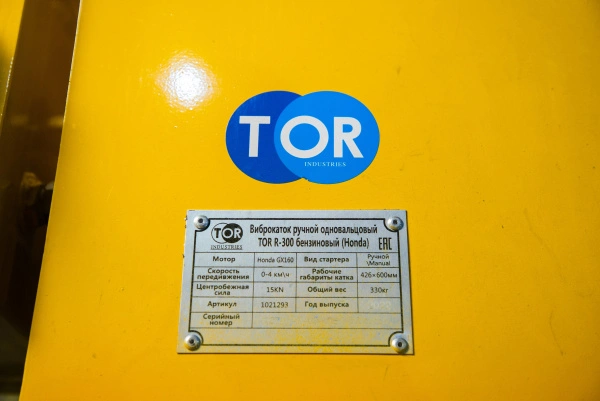 TOR
INDUSTRIES
TOR
INDUSTRIES
Виброкаток ручной одновальцовый
TOR R-300 бензиновый (Honda)
EAC
Мотор Honda GX160 Вид стартера Ручной \Manual
Скорость передвижения 0-4 км\ч Рабочие габариты катка 426×600мм
Центробежная сила 15KN Общий вес 330кг
Артикул 1021293 Год выпуска
Серийный номер